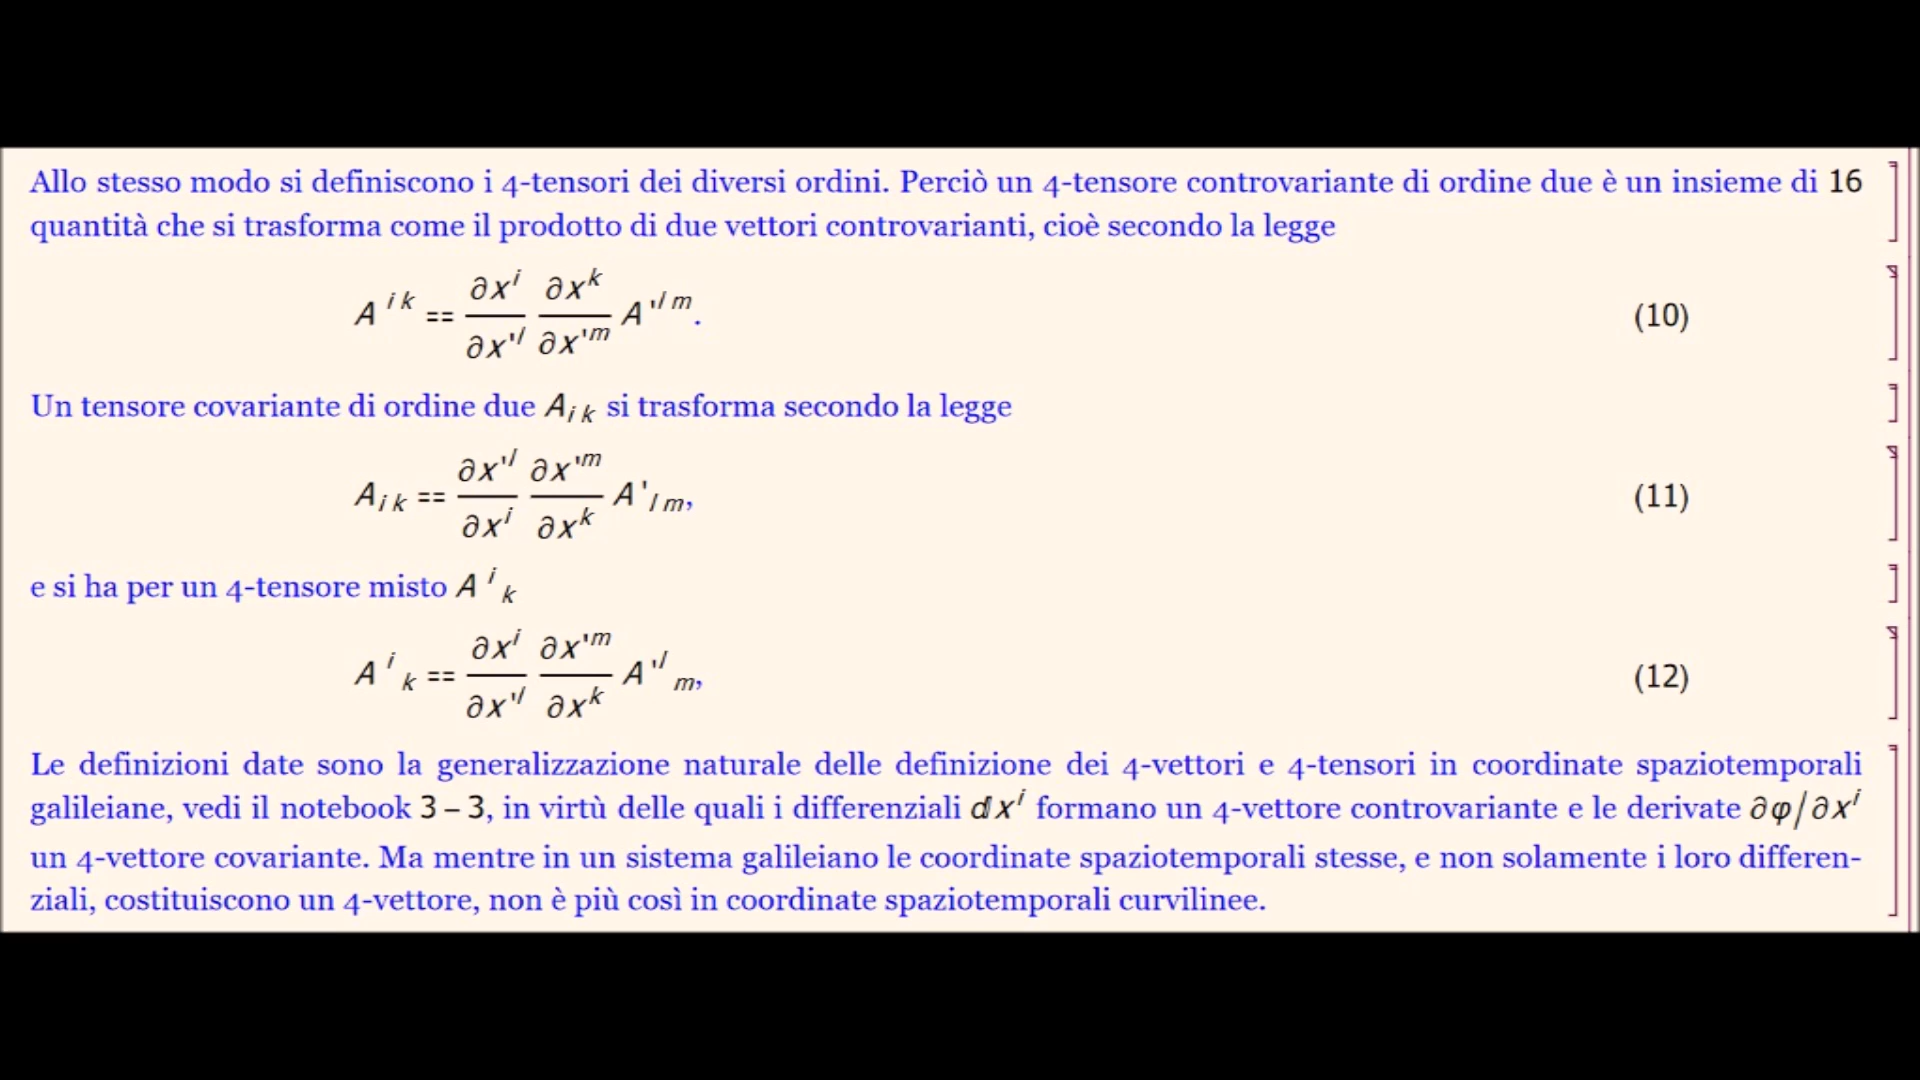 Allo stesso modo si definiscono i 4-tensori dei diversi ordini. Perciò un 4-tensore controvariante di ordine due è un insieme di 16
quantità che si trasforma come il prodotto di due vettori controvarianti, cioè secondo la legge
A^{i k} == \frac{∂x^i}{∂x'^l} \frac{∂x^k}{∂x'^m} A'^{l m}. (10)
Un tensore covariante di ordine due A_{i k} si trasforma secondo la legge
A_{i k} == \frac{∂x'^l}{∂x^i} \frac{∂x'^m}{∂x^k} A'_{l m}, (11)
e si ha per un 4-tensore misto A^i_k
A^i_k == \frac{∂x^i}{∂x'^l} \frac{∂x'^m}{∂x^k} A'^l_m, (12)
Le definizioni date sono la generalizzazione naturale delle definizione dei 4-vettori e 4-tensori in coordinate spaziotemporali
galileiane, vedi il notebook 3 – 3, in virtù delle quali i differenziali ⅆx^i formano un 4-vettore controvariante e le derivate ∂φ/∂x^i
un 4-vettore covariante. Ma mentre in un sistema galileiano le coordinate spaziotemporali stesse, e non solamente i loro differen-
ziali, costituiscono un 4-vettore, non è più così in coordinate spaziotemporali curvilinee.